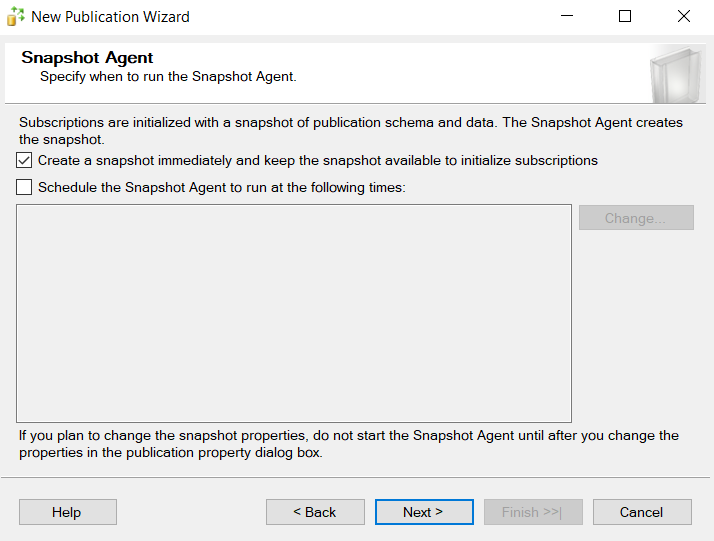 New Publication Wizard
Snapshot Agent
Specify when to run the Snapshot Agent.
Subscriptions are initialized with a snapshot of publication schema and data. The Snapshot Agent creates
the snapshot.
Create a snapshot immediately and keep the snapshot available to initialize subscriptions
Schedule the Snapshot Agent to run at the following times:
Change...
If you plan to change the snapshot properties, do not start the Snapshot Agent until after you change the
properties in the publication property dialog box.
Help
< Back
Next >
Finish >>|
Cancel